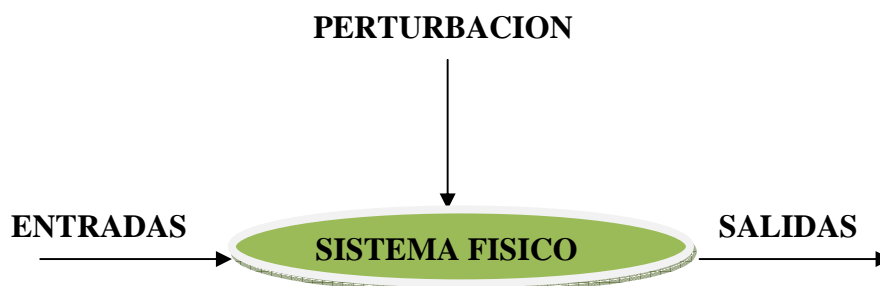 PERTURBACION
ENTRADAS
SISTEMA FISICO
SALIDAS